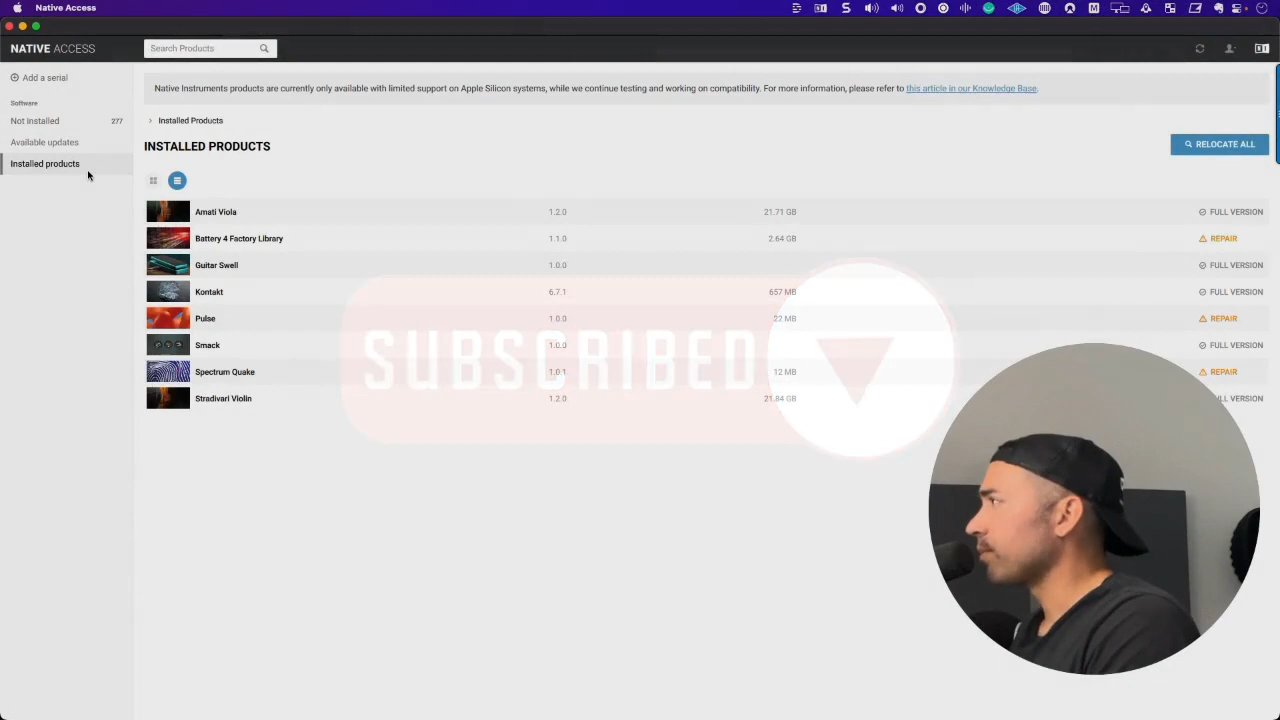 Native Access
NATIVE ACCESS
Search Products
Add a serial
Software
Not installed 277
Available updates
Installed products
Native Instruments products are currently only available with limited support on Apple Silicon systems, while we continue testing and working on compatibility. For more information, please refer to this article in our Knowledge Base.
Installed Products
INSTALLED PRODUCTS
RELOCATE ALL
Amati Viola 1.2.0 21.71 GB FULL VERSION
Battery 4 Factory Library 1.1.0 2.64 GB REPAIR
Guitar Swell 1.0.0 FULL VERSION
Kontakt 6.7.1 657 MB FULL VERSION
Pulse 1.0.0 22 MB REPAIR
Smack 1.0.0 FULL VERSION
Spectrum Quake 1.0.1 12 MB REPAIR
Stradivari Violin 1.2.0 21.84 GB VERSION
SUBSCRIBED